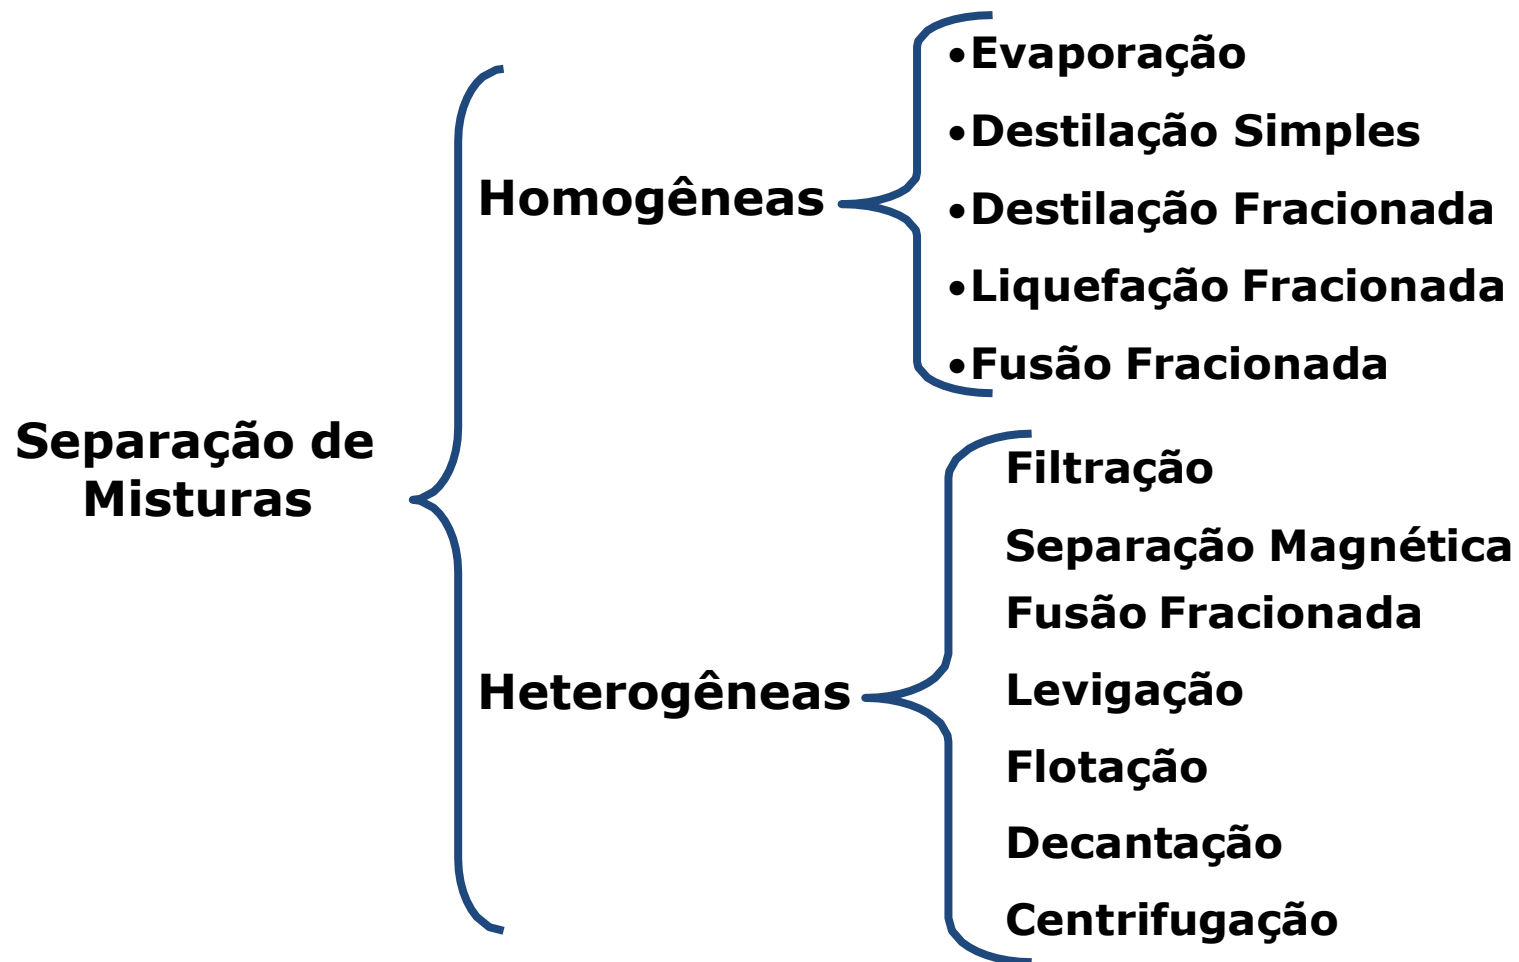 Separação de
Misturas
Homogêneas
•Evaporação
•Destilação Simples
•Destilação Fracionada
•Liquefação Fracionada
•Fusão Fracionada
Heterogêneas
Filtração
Separação Magnética
Fusão Fracionada
Levigação
Flotação
Decantação
Centrifugação